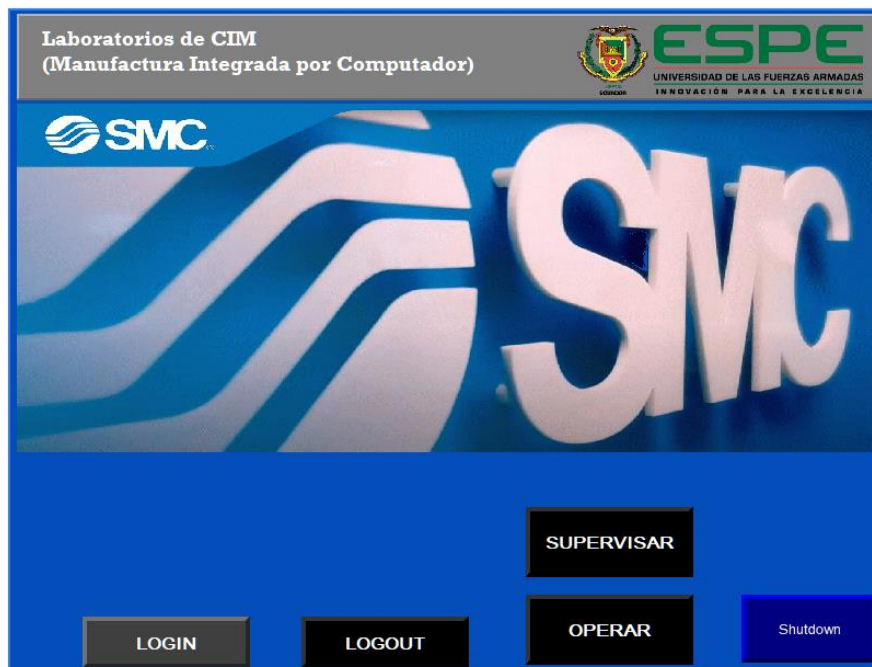 Laboratorios de CIM
(Manufactura Integrada por Computador)
ESPE
UNIVERSIDAD DE LAS FUERZAS ARMADAS
INNOVACIÓN PARA LA EXCELENCIA
ECUADOR
SMC
SMC
SUPERVISAR
LOGIN
LOGOUT
OPERAR
Shutdown